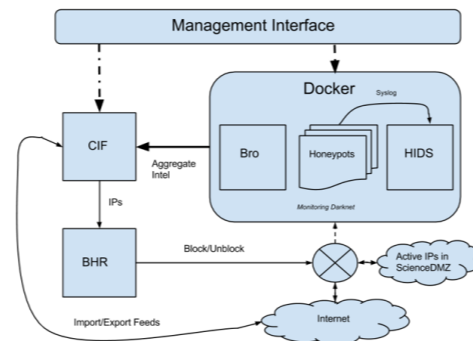 Management Interface
Docker
Syslog
CIF
Bro
Honeypots
HIDS
Aggregate
Intel
IPs
Monitoring Darknet
BHR
Block/Unblock
Active IPs in
ScienceDMZ
Import/Export Feeds
Internet